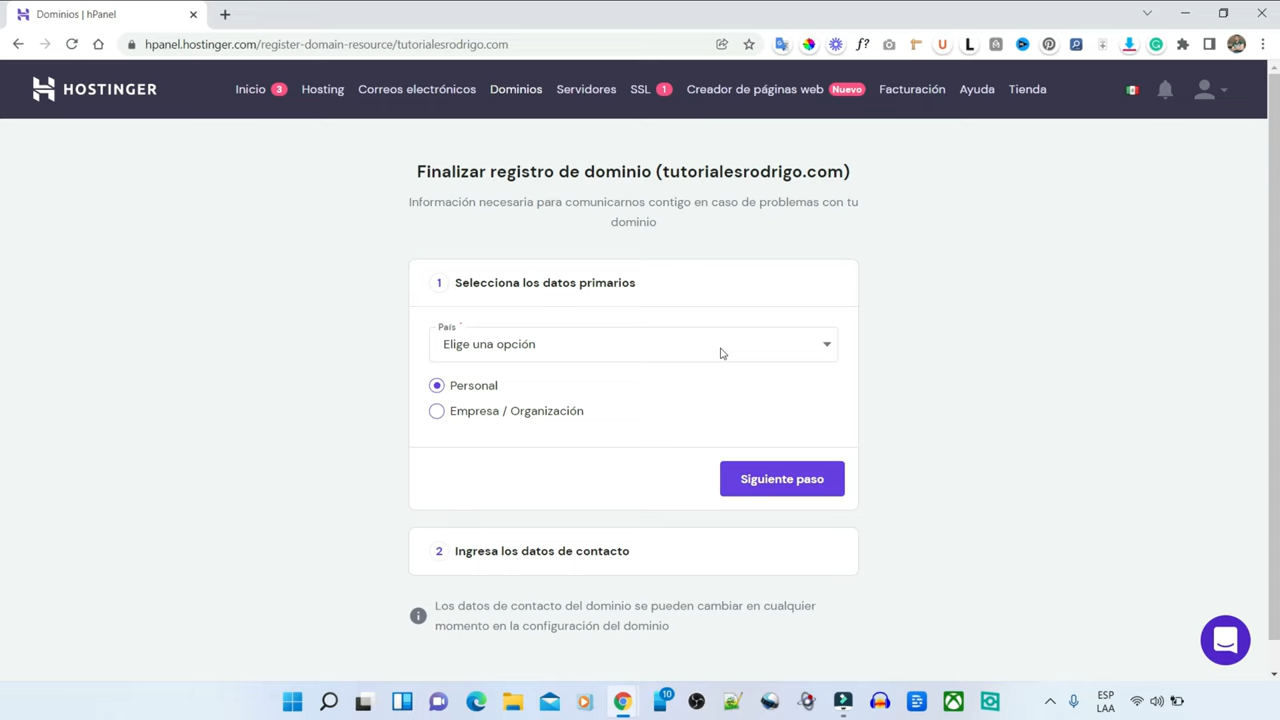 Dominios | hPanel
hpanel.hostinger.com/register-domain-resource/tutorialesrodrigo.com
HOSTINGER
Inicio 3 Hosting Correos electrónicos Dominios Servidores SSL 1 Creador de páginas web Nuevo Facturación Ayuda Tienda
Finalizar registro de dominio (tutorialesrodrigo.com)
Información necesaria para comunicarnos contigo en caso de problemas con tu
dominio
1 Selecciona los datos primarios
País *
Elige una opción
Personal
Empresa / Organización
Siguiente paso
2 Ingresa los datos de contacto
Los datos de contacto del dominio se pueden cambiar en cualquier
momento en la configuración del dominio
10
ESP
LAA